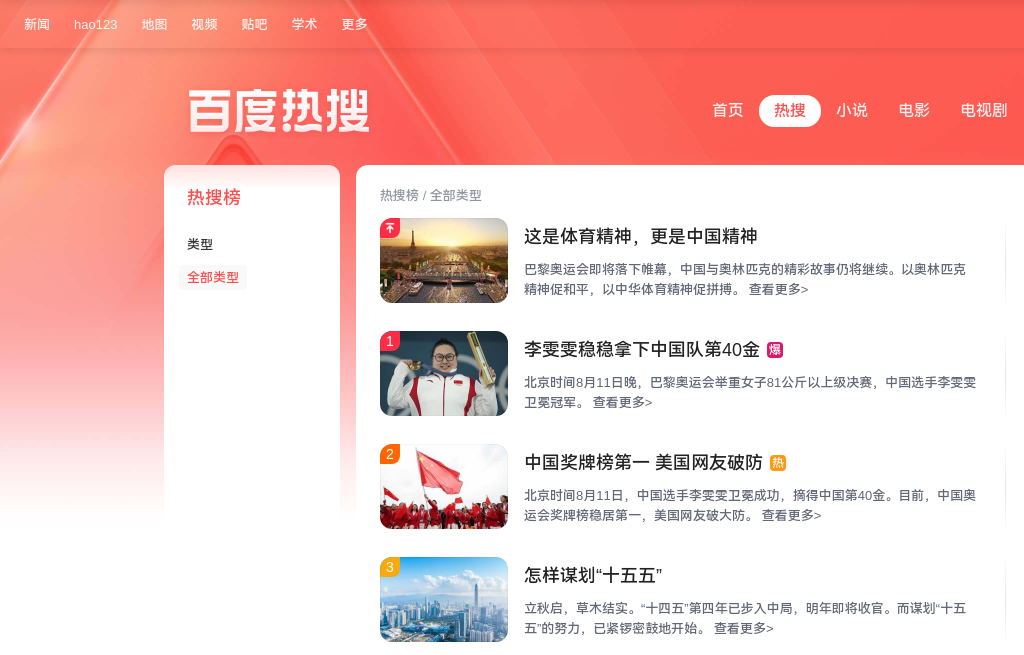 新闻 hao123 地图 视频 贴吧 学术 更多
百度热搜
首页 热搜 小说 电影 电视剧
热搜榜
类型
全部类型
热搜榜 / 全部类型
这是体育精神，更是中国精神
巴黎奥运会即将落下帷幕，中国与奥林匹克的精彩故事仍将继续。以奥林匹克
精神促和平，以中华体育精神促拼搏。 查看更多>
1
李雯雯稳稳拿下中国队第40金 爆
北京时间8月11日晚，巴黎奥运会举重女子81公斤以上级决赛，中国选手李雯雯
卫冕冠军。 查看更多>
2
中国奖牌榜第一 美国网友破防 热
北京时间8月11日，中国选手李雯雯卫冕成功，摘得中国第40金。目前，中国奥
运会奖牌榜稳居第一，美国网友破大防。 查看更多>
3
怎样谋划“十五五”
立秋启，草木结实。“十四五”第四年已步入中局，明年即将收官。而谋划“十五
五”的努力，已紧锣密鼓地开始。 查看更多>